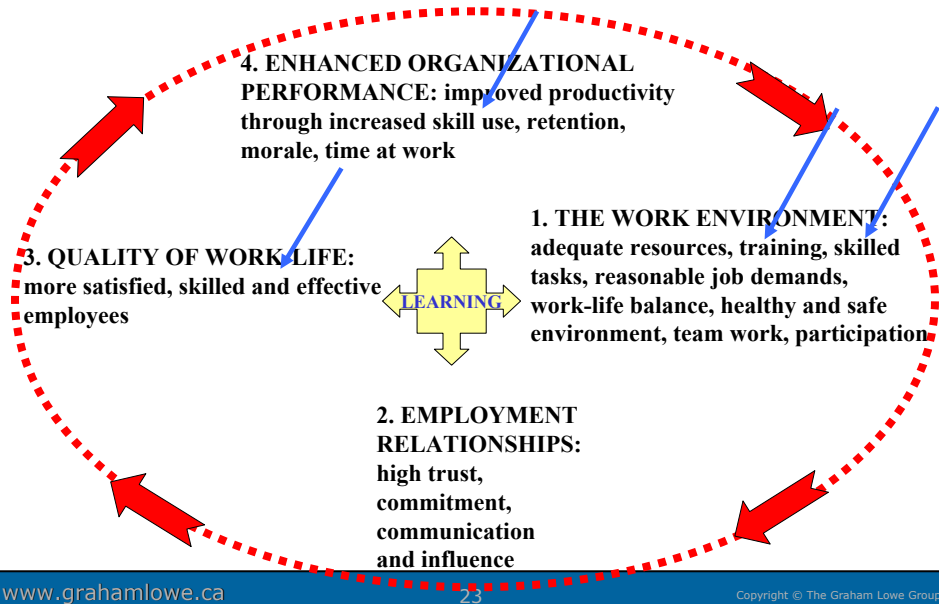 4. ENHANCED ORGANIZATIONAL
PERFORMANCE: improved productivity
through increased skill use, retention,
morale, time at work
1. THE WORK ENVIRONMENT:
adequate resources, training, skilled
tasks, reasonable job demands,
work-life balance, healthy and safe
environment, team work, participation
3. QUALITY OF WORK LIFE:
more satisfied, skilled and effective
employees
LEARNING
2. EMPLOYMENT
RELATIONSHIPS:
high trust,
commitment,
communication
and influence
www.grahamlowe.ca
23
Copyright © The Graham Lowe Group